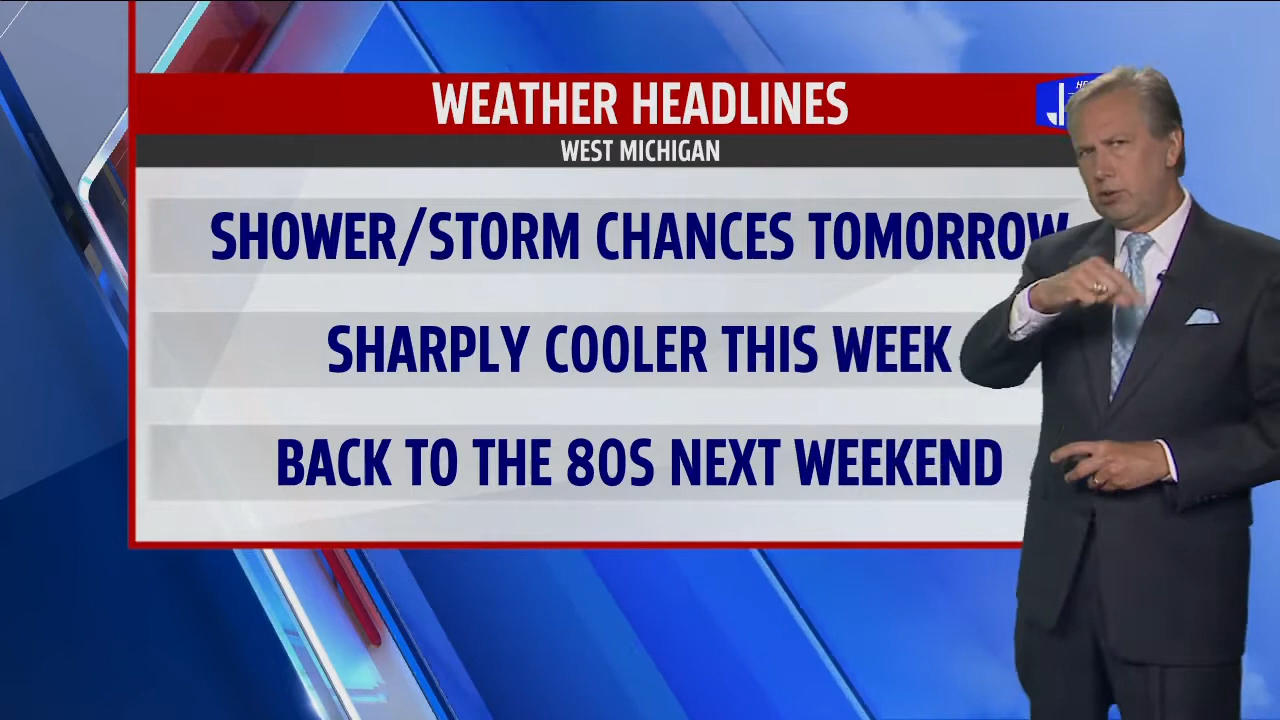 WEATHER HEADLINES
WEST MICHIGAN
SHOWER/STORM CHANCES TOMORROW
SHARPLY COOLER THIS WEEK
BACK TO THE 80S NEXT WEEKEND